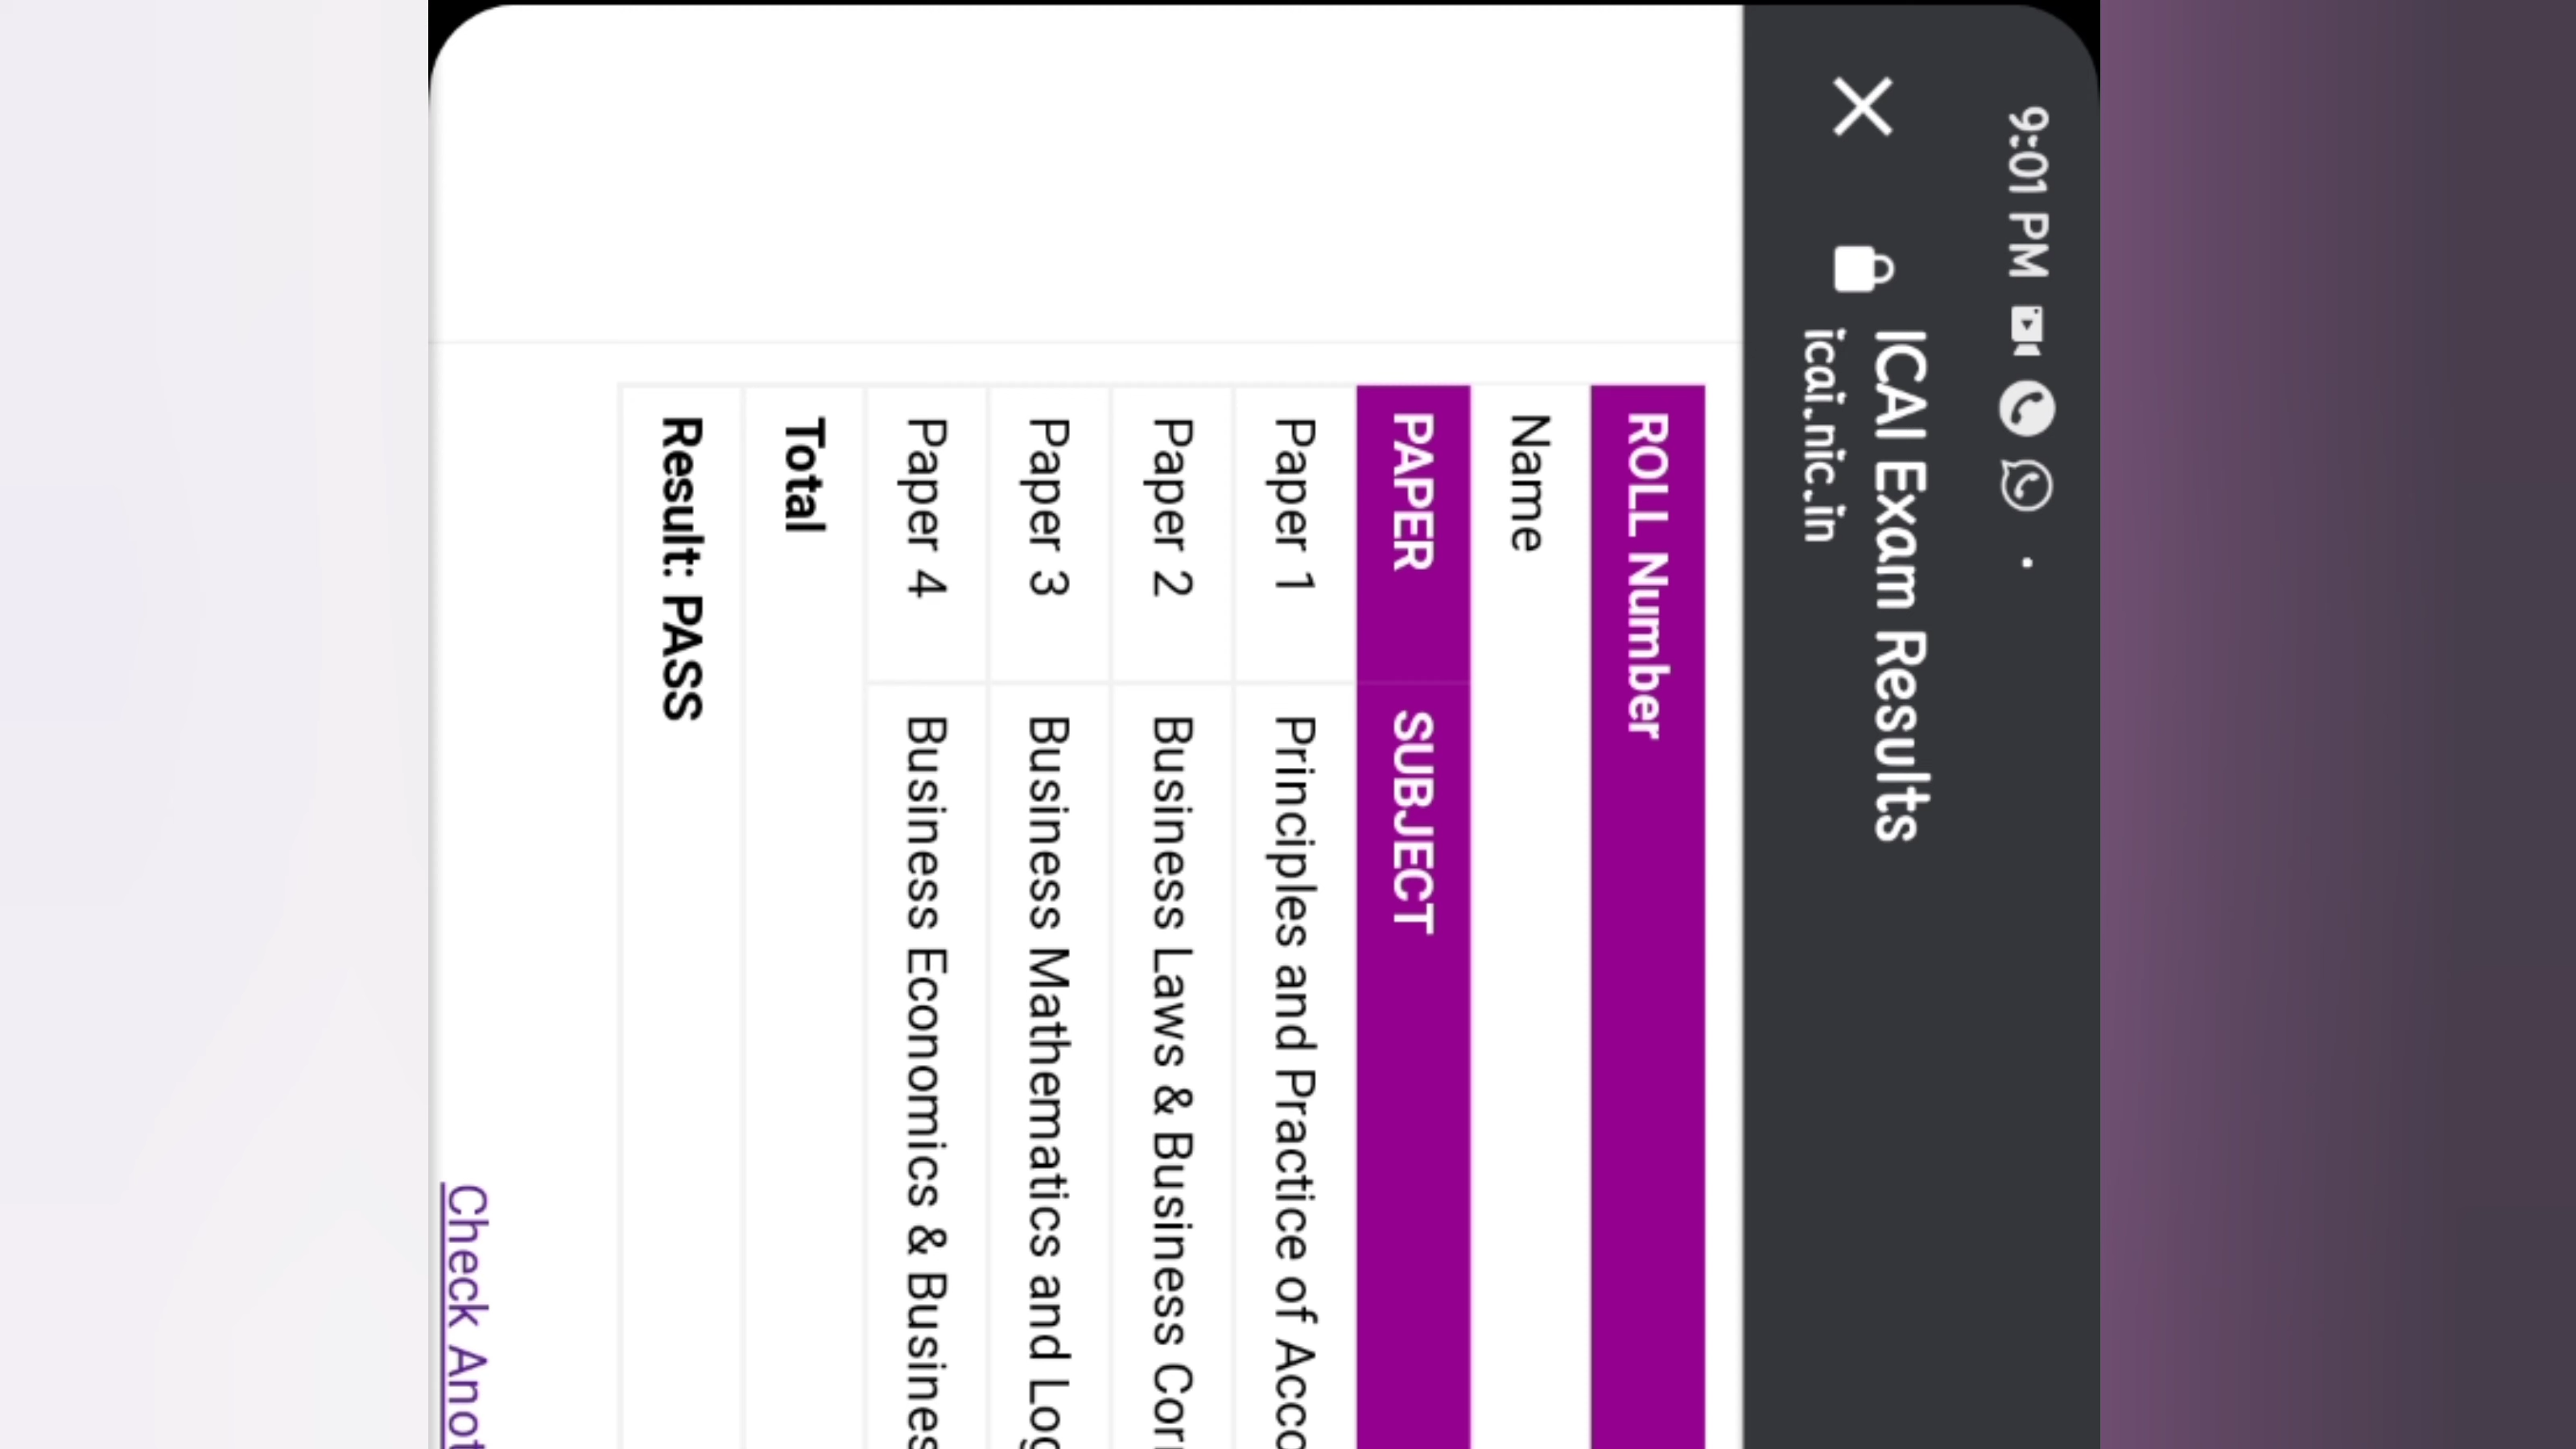 9:01 PM
ICAI Exam Results
icai.nic.in
ROLL Number
Name
PAPER SUBJECT
Paper 1 Principles and Practice of Acco
Paper 2 Business Laws & Business Corr
Paper 3 Business Mathematics and Log
Paper 4 Business Economics & Busines
Total
Result: PASS
Check Anot